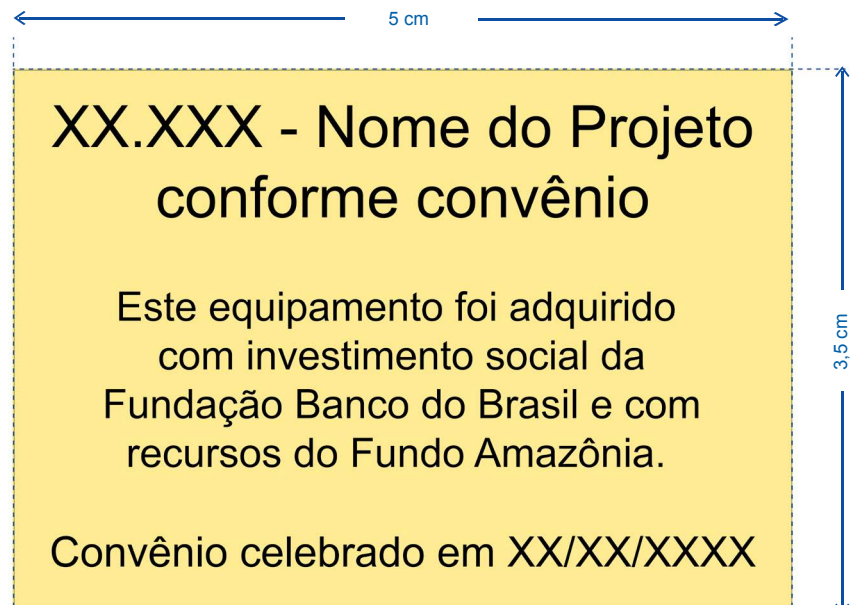 5 cm
XX.XXX - Nome do Projeto
conforme convênio
3,5 cm
Este equipamento foi adquirido
com investimento social da
Fundação Banco do Brasil e com
recursos do Fundo Amazônia.
Convênio celebrado em XX/XX/XXXX